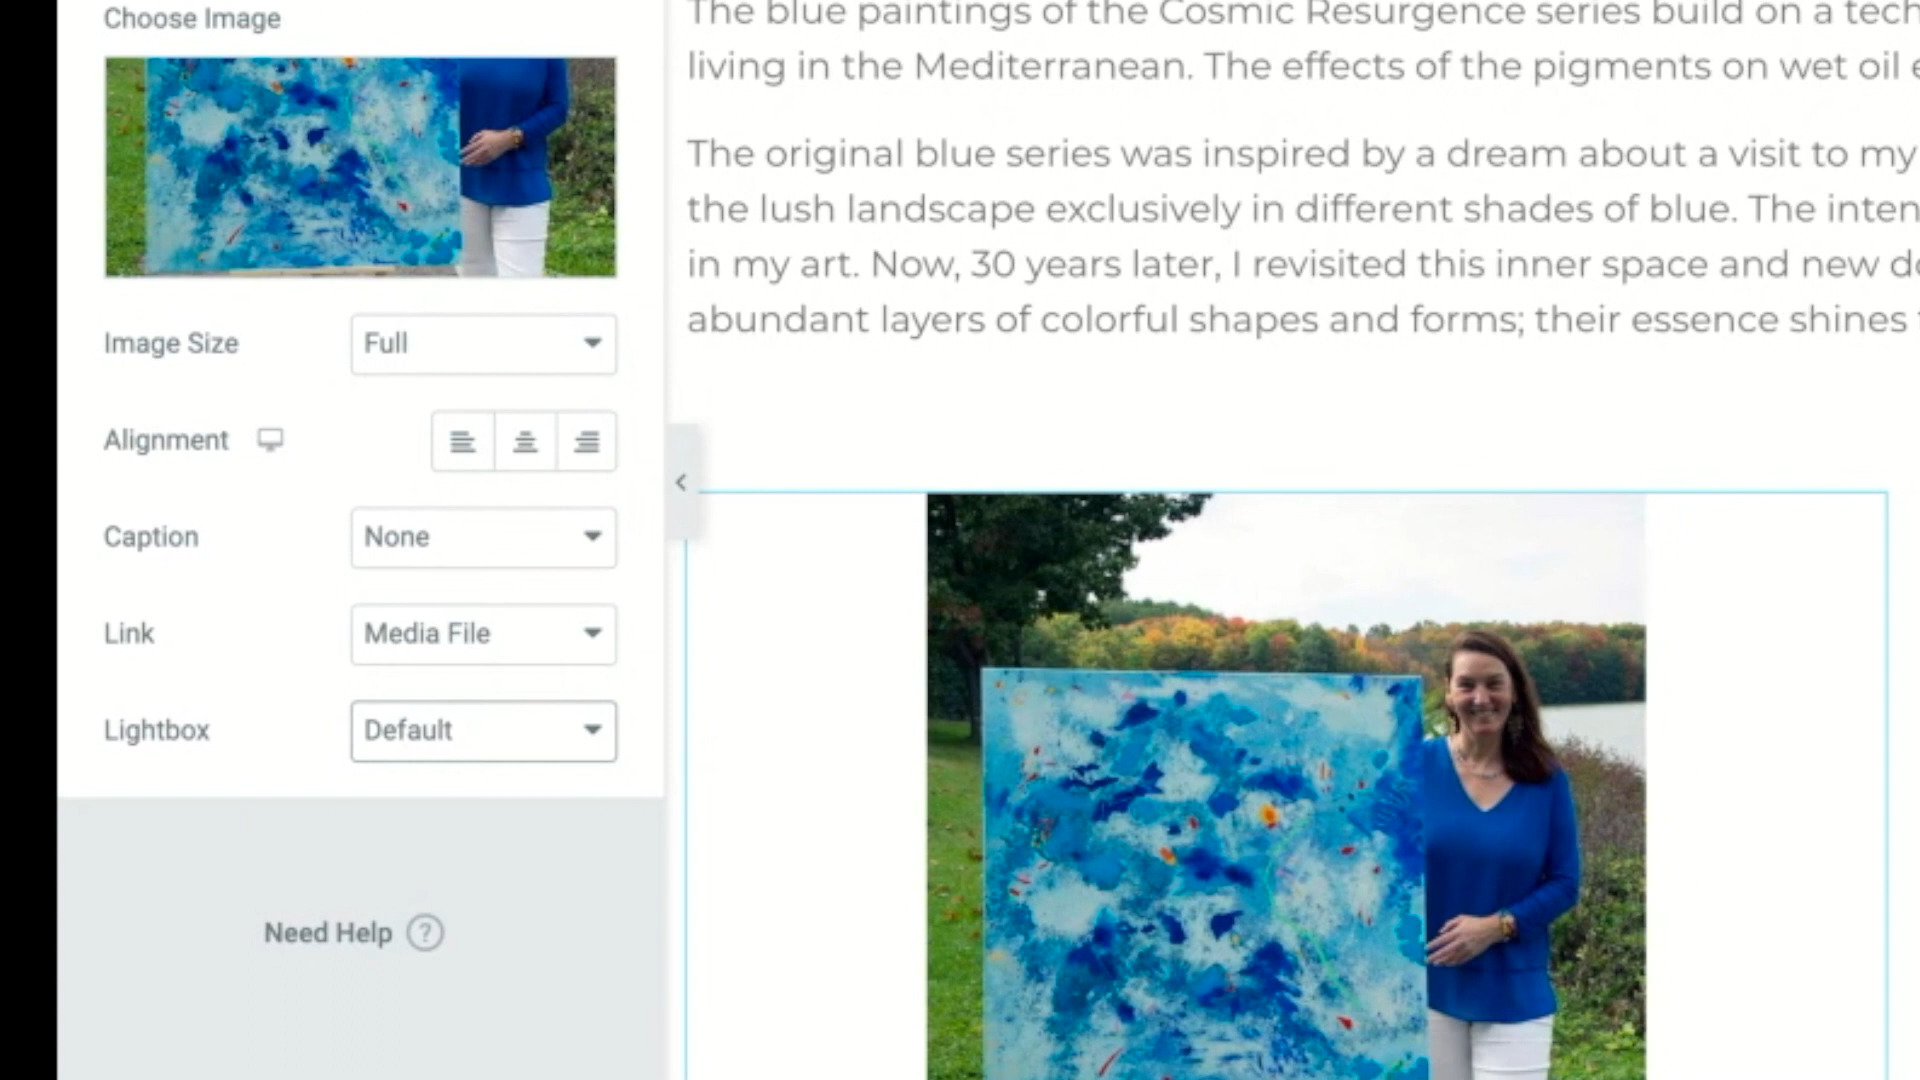 Choose Image
Image Size
Full
Alignment
Caption
None
Link
Media File
Lightbox
Default
Need Help ?
The blue paintings of the Cosmic Resurgence series build on a tech
living in the Mediterranean. The effects of the pigments on wet oil
The original blue series was inspired by a dream about a visit to my
the lush landscape exclusively in different shades of blue. The inten
in my art. Now, 30 years later, I revisited this inner space and new
abundant layers of colorful shapes and forms; their essence shines